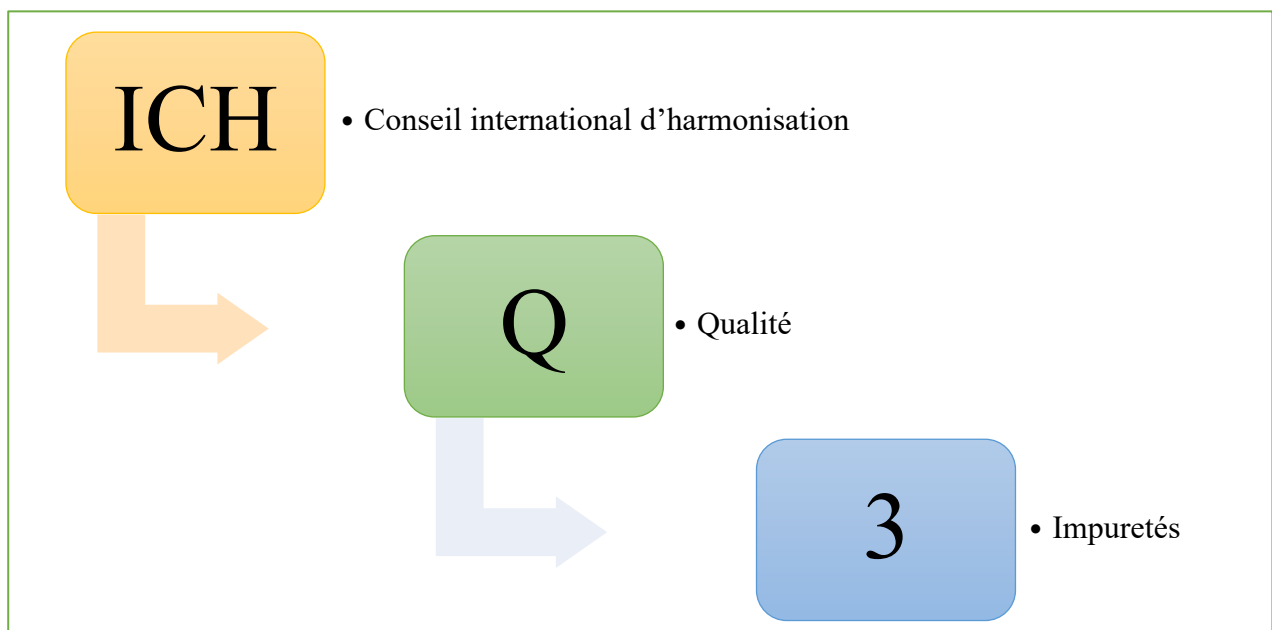 ICH
• Conseil international d’harmonisation
Q
• Qualité
3
• Impuretés